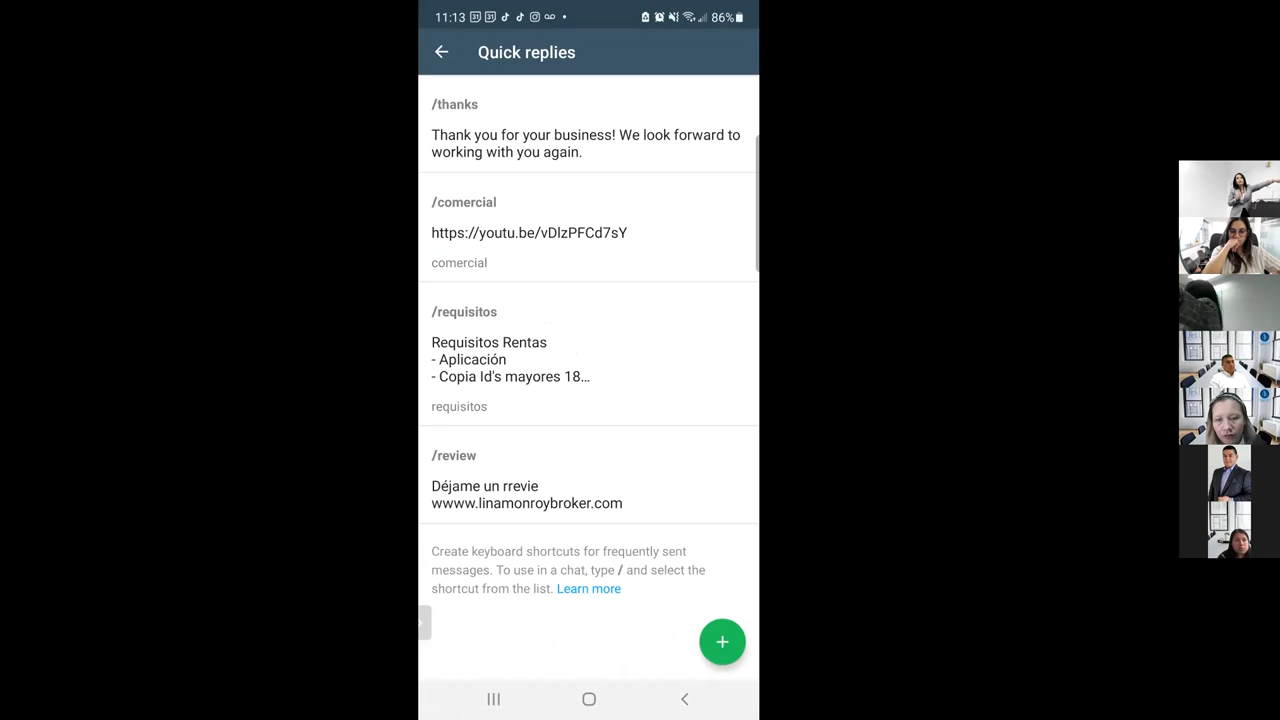 11:13
86%
Quick replies
/thanks
Thank you for your business! We look forward to
working with you again.
/comercial
https://youtu.be/vDlzPFCd7sY
comercial
/requisitos
Requisitos Rentas
- Aplicación
- Copia Id's mayores 18...
requisitos
/review
Déjame un rrevie
wwww.linamonroybroker.com
Create keyboard shortcuts for frequently sent
messages. To use in a chat, type / and select the
shortcut from the list. Learn more